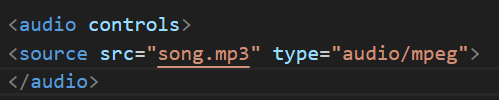 <audio controls>
<source src="song.mp3" type="audio/mpeg">
</audio>